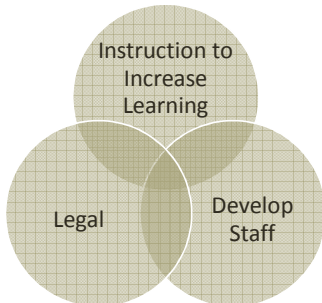 Instruction to
Increase
Learning
Legal
Develop
Staff